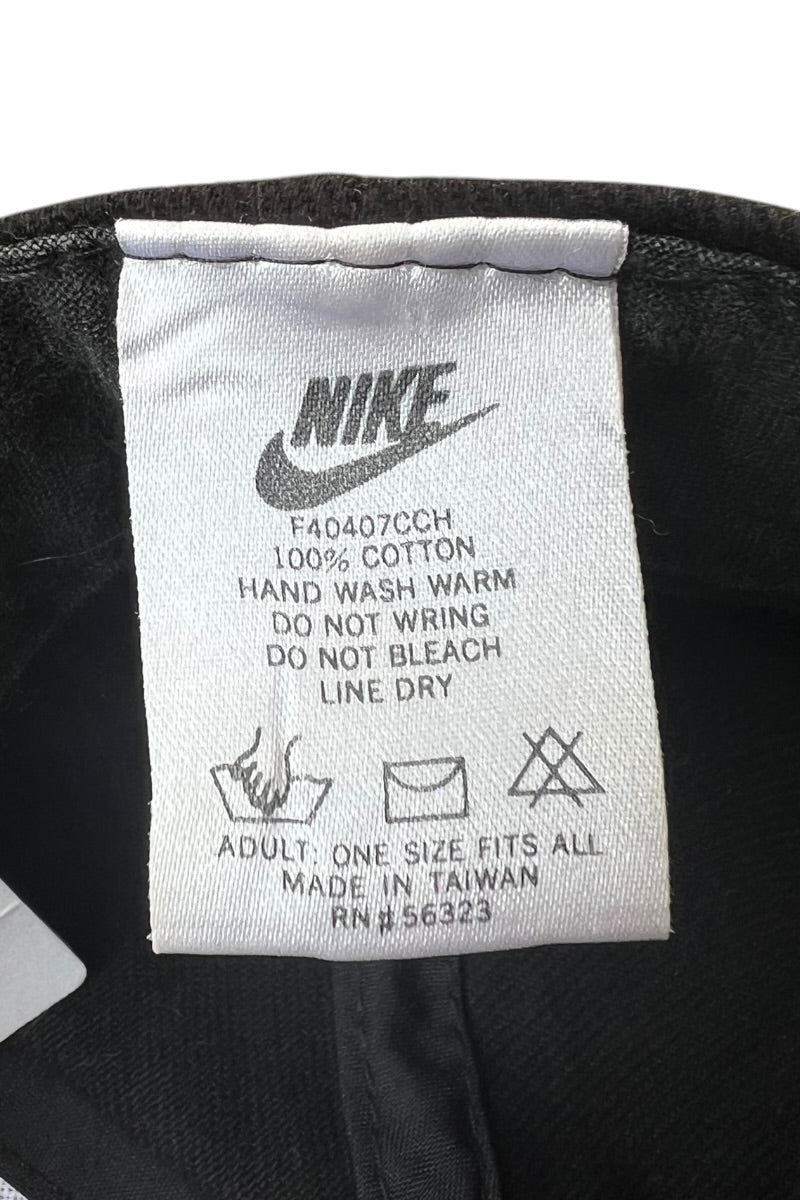 NIKE
F40407CCH
100% COTTON
HAND WASH WARM
DO NOT WRING
DO NOT BLEACH
LINE DRY
ADULT: ONE SIZE FITS ALL
MADE IN TAIWAN
RN#56323